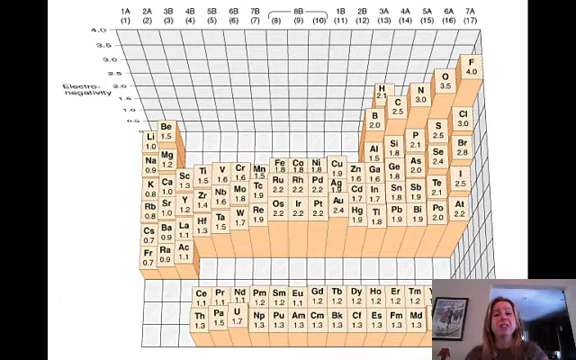 1A 2A 3B 4B 5B 6B 7B 8B 1B 2B 3A 4A 5A 6A 7A
(1) (2) (3) (4) (5) (6) (7) (8) (9) (10) (11) (12) (13) (14) (15) (16) (17)
4.0
3.5
3.0
2.5
Electro-
negativity
2.0
1.5
1.0
0.5
H 2.1
F 4.0
O 3.5
N 3.0
C 2.5
B 2.0
Be 1.5
Li 1.0
Cl 3.0
S 2.5
P 2.1
Si 1.8
Al 1.5
Mg 1.2
Na 0.9
K 0.8
Ca 1.0
Sc 1.3
Ti 1.5
V 1.6
Cr 1.6
Mn 1.5
Fe 1.8
Co 1.8
Ni 1.8
Cu 1.9
Zn 1.6
Ga 1.6
Ge 1.8
As 2.0
Se 2.4
Br 2.8
Rb 0.8
Sr 1.0
Y 1.2
Zr 1.4
Nb 1.6
Mo 1.8
Tc 1.9
Ru 2.2
Rh 2.2
Pd 2.2
Ag 1.9
Cd 1.7
In 1.7
Sn 1.8
Sb 1.9
Te 2.1
I 2.5
Cs 0.7
Ba 0.9
La 1.1
Hf 1.3
Ta 1.5
W 1.7
Re 1.9
Os 2.2
Ir 2.2
Pt 2.2
Au 2.4
Hg 1.9
Tl 1.8
Pb 1.9
Bi 1.9
Po 2.0
At 2.2
Fr 0.7
Ra 0.9
Ac 1.1
Ce 1.1
Pr 1.1
Nd 1.1
Pm 1.2
Sm 1.2
Eu 1.1
Gd 1.2
Tb 1.2
Dy 1.2
Ho 1.2
Er 1.2
Tm 1.2
Th 1.3
Pa 1.5
U 1.7
Np 1.3
Pu 1.3
Am 1.3
Cm 1.3
Bk 1.3
Cf 1.3
Es 1.3
Fm 1.3
Md 1.3